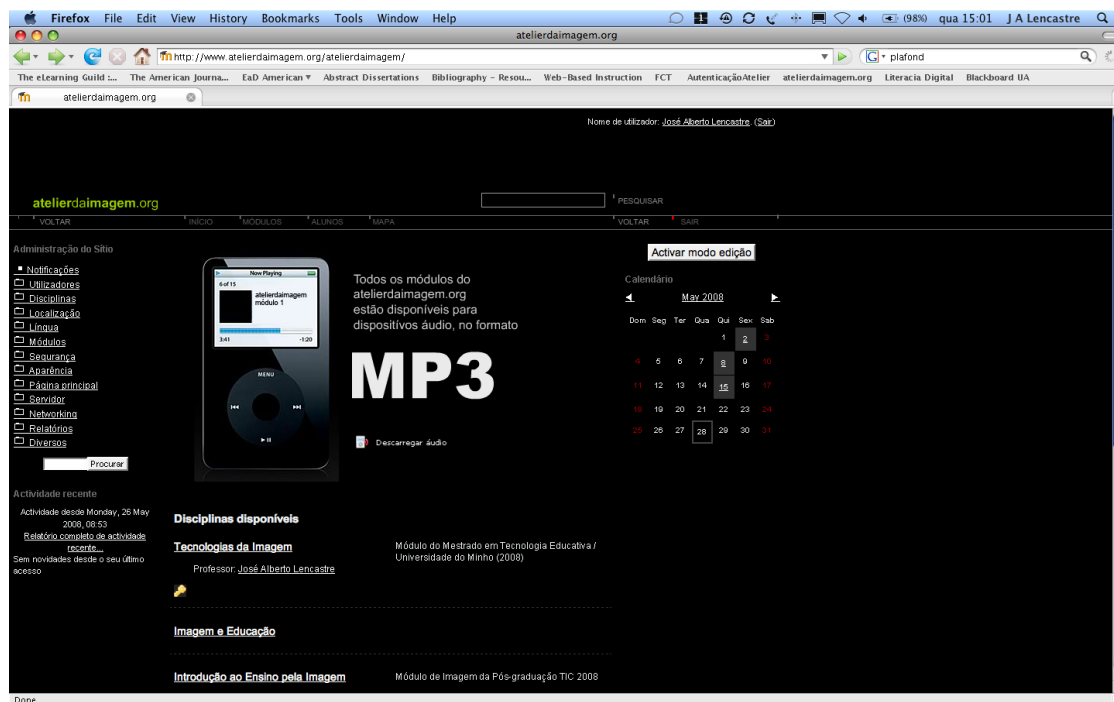 Firefox File Edit View History Bookmarks Tools Window Help (98%) qua 15:01 J A Lencastre
atelierdaimagem.org
http://www.atelierdaimagem.org/atelierdaimagem/
plafond
The eLearning Guild :... The American Journa... EaD American Abstract Dissertations Bibliography - Resou... Web-Based Instruction FCT AutenticaçãoAtelier atelierdaimagem.org Literacia Digital Blackboard UA
atelierdaimagem.org
Nome de utilizador: José Alberto Lencastre. (Sair)
atelierdaimagem.org
PESQUISAR
VOLTAR INÍCIO MÓDULOS ALUNOS MAPA VOLTAR SAIR
Administração do Sítio
Notificações
Utilizadores
Disciplinas
Localização
Língua
Módulos
Segurança
Aparência
Página principal
Servidor
Networking
Relatórios
Diversos
Procurar
Actividade recente
Actividade desde Monday, 26 May
2008, 08:53
Relatório completo de actividade
recente...
Sem novidades desde o seu último
acesso
Now Playing
6 of 15
atelierdaimagem
módulo 1
3:41 -1:20
MENU
Todos os módulos do
atelierdaimagem.org
estão disponíveis para
dispositívos áudio, no formato
MP3
Descarregar áudio
Disciplinas disponíveis
Tecnologias da Imagem
Professor: José Alberto Lencastre
Módulo do Mestrado em Tecnologia Educativa /
Universidade do Minho (2008)
Imagem e Educação
Introdução ao Ensino pela Imagem
Módulo de Imagem da Pós-graduação TIC 2008
Activar modo edição
Calendário
May 2008
Dom Seg Ter Qua Qui Sex Sab
1 2 3
4 5 6 7 8 9 10
11 12 13 14 15 16 17
18 19 20 21 22 23 24
25 26 27 28 29 30 31
Done